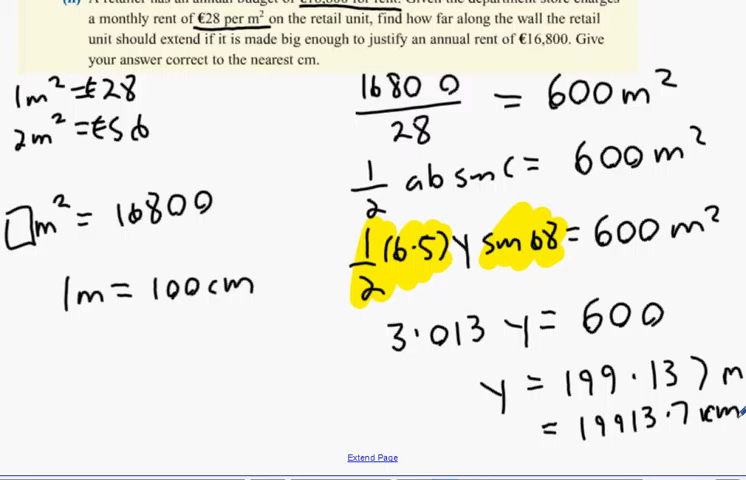 a monthly rent of €28 per m² on the retail unit, find how far along the wall the retail
unit should extend if it is made big enough to justify an annual rent of €16,800. Give
your answer correct to the nearest cm.
1m² = €28
2m² = €56
□m² = 16800
1m = 100cm
16800/28 = 600m²
1/2 ab sin C = 600m²
1/2 (6.5) y sin 68 = 600m²
3.013 y = 600
y = 199.137 m
= 19913.7 cm
Extend Page